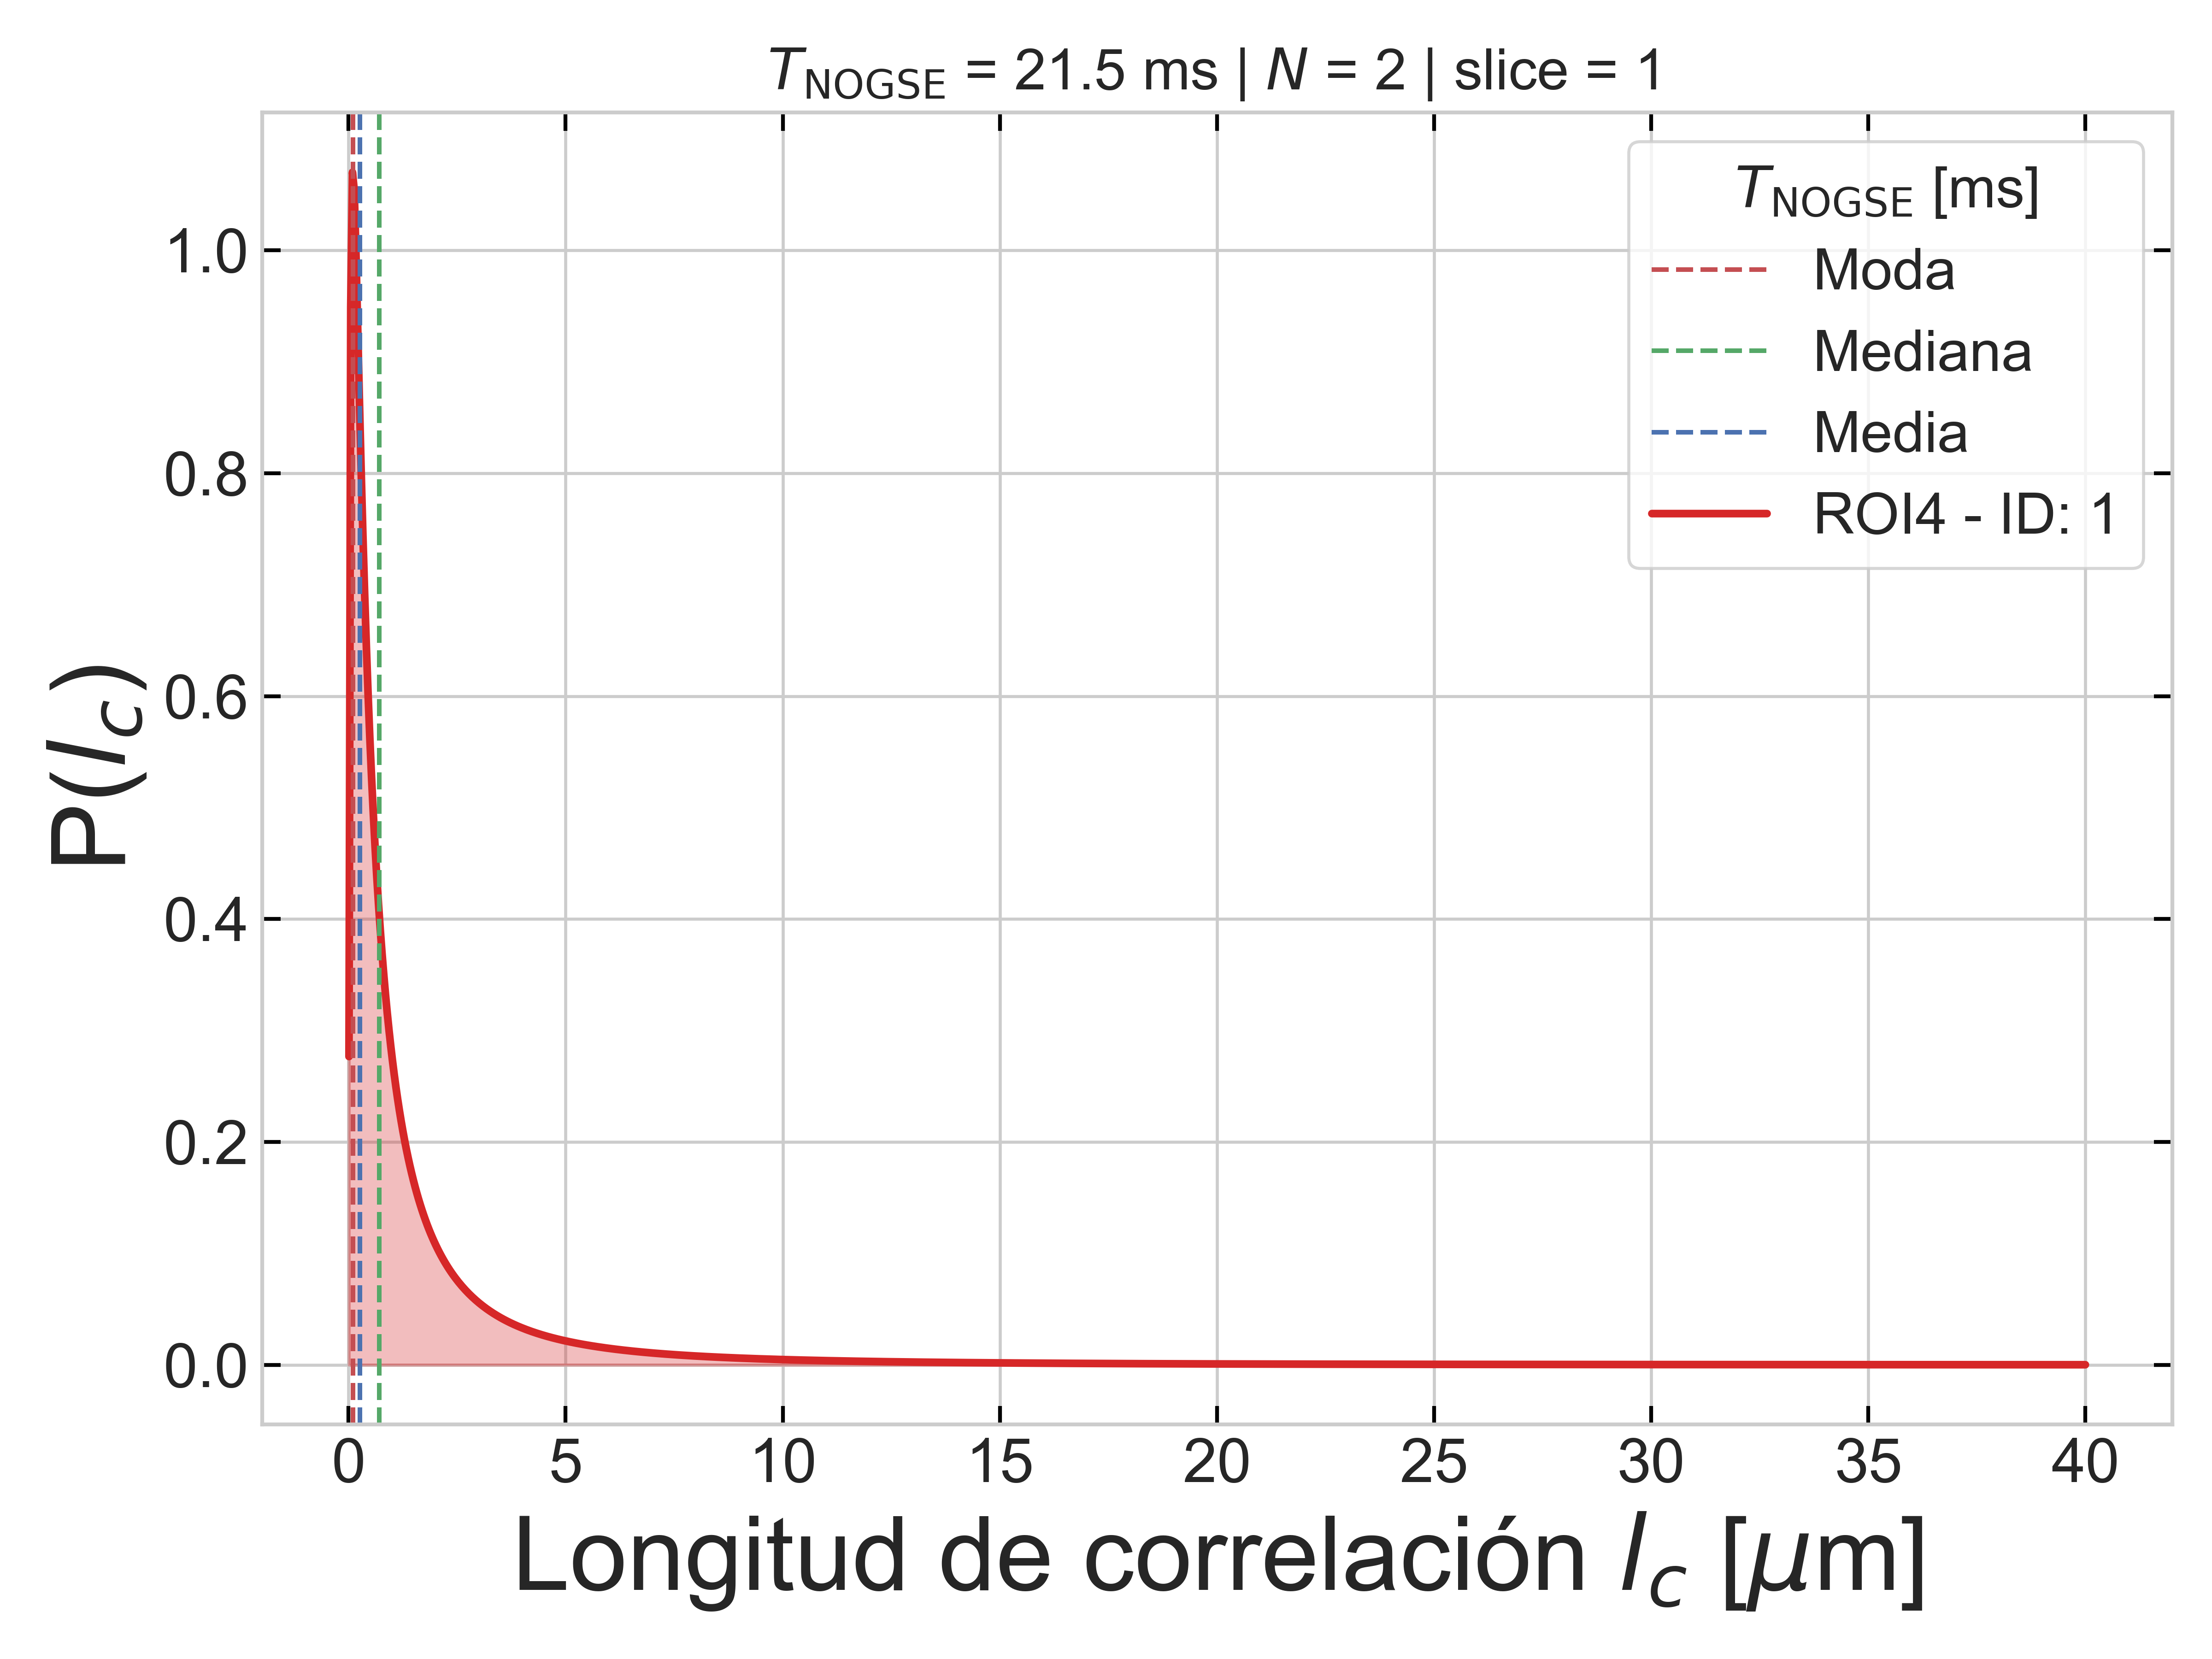 T_NOGSE = 21.5 ms | N = 2 | slice = 1
T_NOGSE [ms]
Moda
Mediana
Media
ROI4 - ID: 1
P(l_c)
1.0
0.8
0.6
0.4
0.2
0.0
0 5 10 15 20 25 30 35 40
Longitud de correlación l_c [μm]